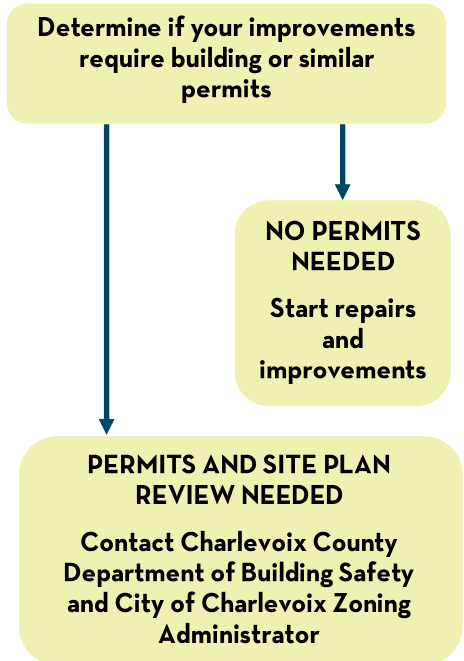 Determine if your improvements
require building or similar
permits
NO PERMITS
NEEDED
Start repairs
and
improvements
PERMITS AND SITE PLAN
REVIEW NEEDED
Contact Charlevoix County
Department of Building Safety
and City of Charlevoix Zoning
Administrator